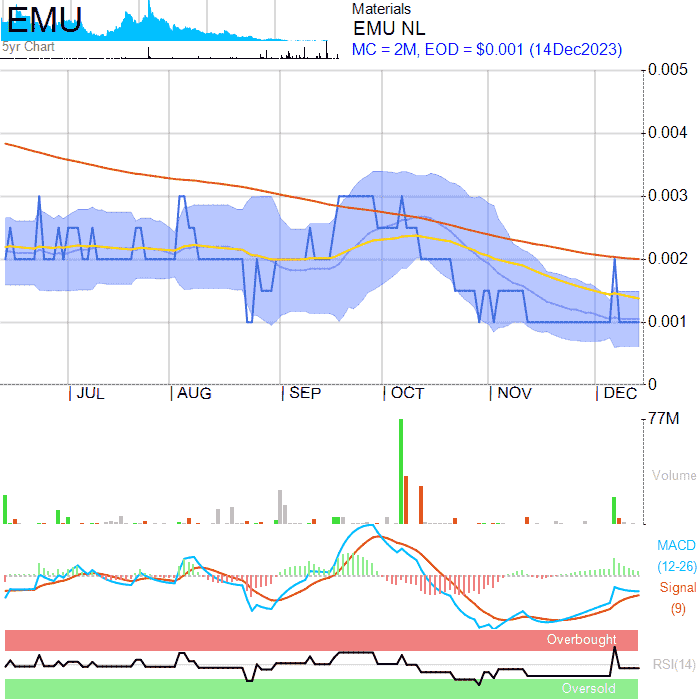 EMU
5yr Chart
Materials
EMU NL
MC = 2M, EOD = $0.001 (14Dec2023)
0.005
0.004
0.003
0.002
0.001
0
JUL AUG SEP OCT NOV DEC
77M
Volume
MACD
(12-26)
Signal
(9)
Overbought
RSI(14)
Oversold